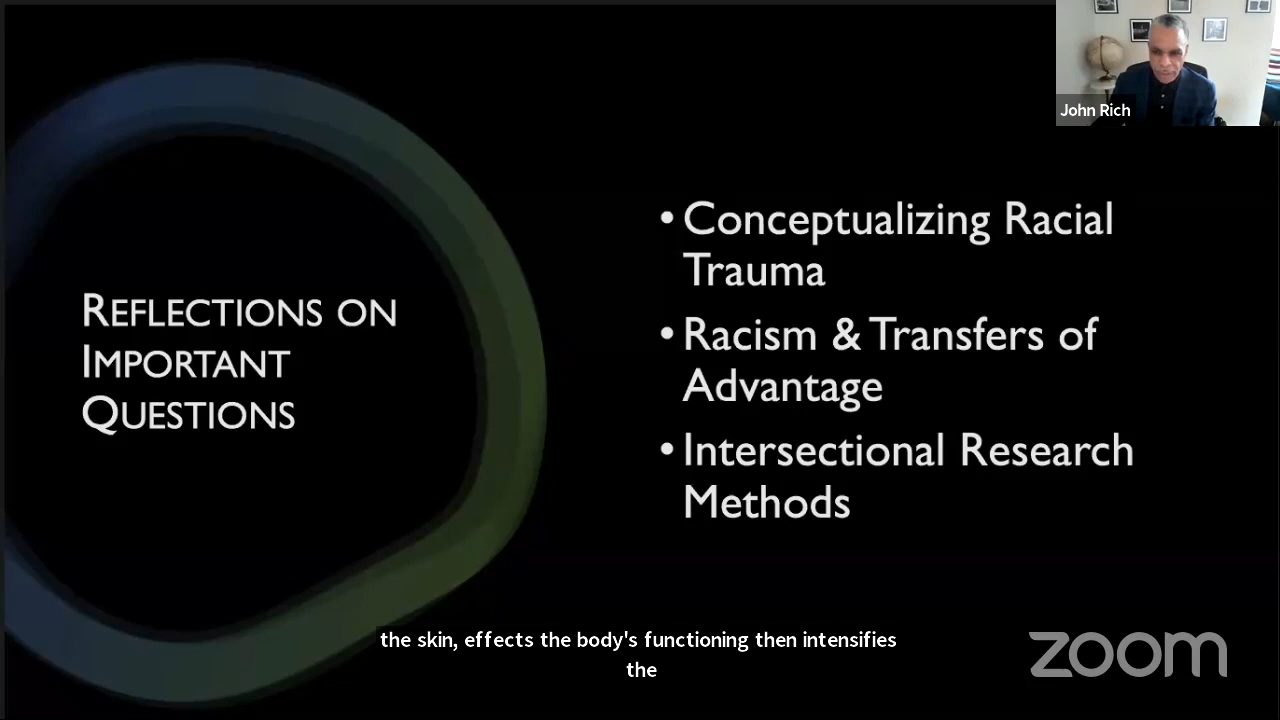 John Rich
REFLECTIONS ON
IMPORTANT
QUESTIONS
• Conceptualizing Racial
Trauma
• Racism & Transfers of
Advantage
• Intersectional Research
Methods
the skin, effects the body's functioning then intensifies
the
zoom